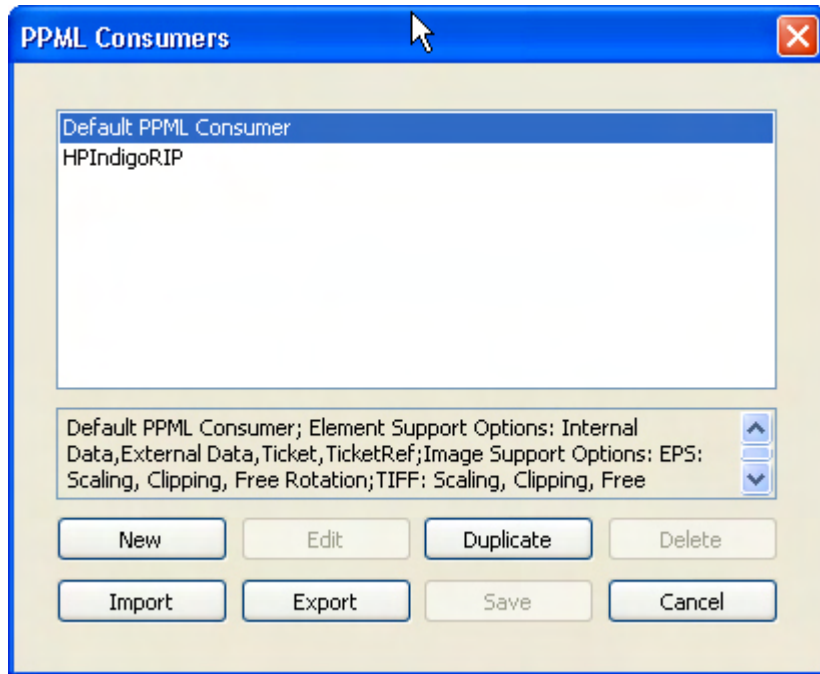 PPML Consumers
Default PPML Consumer
HPIndigoRIP
Default PPML Consumer; Element Support Options: Internal
Data,External Data,Ticket,TicketRef;Image Support Options: EPS:
Scaling, Clipping, Free Rotation;TIFF: Scaling, Clipping, Free
New Edit Duplicate Delete
Import Export Save Cancel